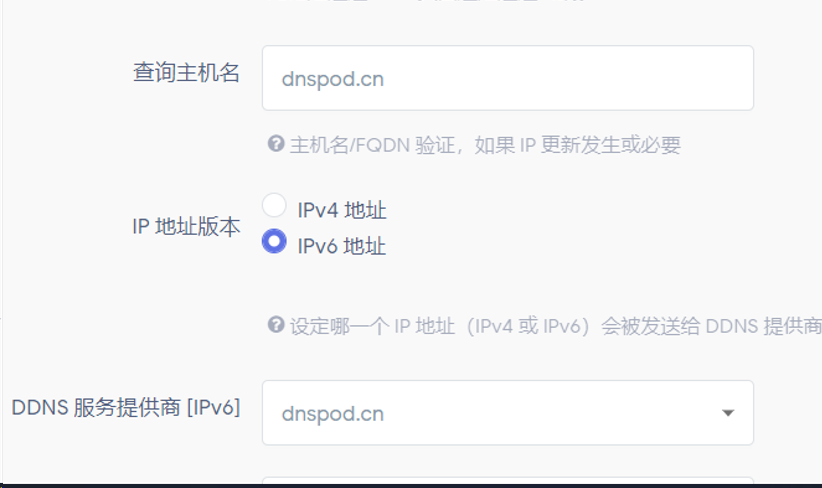 查询主机名
dnspod.cn
主机名/FQDN 验证，如果 IP 更新发生或必要
IP 地址版本
IPv4 地址
IPv6 地址
设定哪一个 IP 地址（IPv4 或 IPv6）会被发送给 DDNS 提供商
DDNS 服务提供商 [IPv6]
dnspod.cn